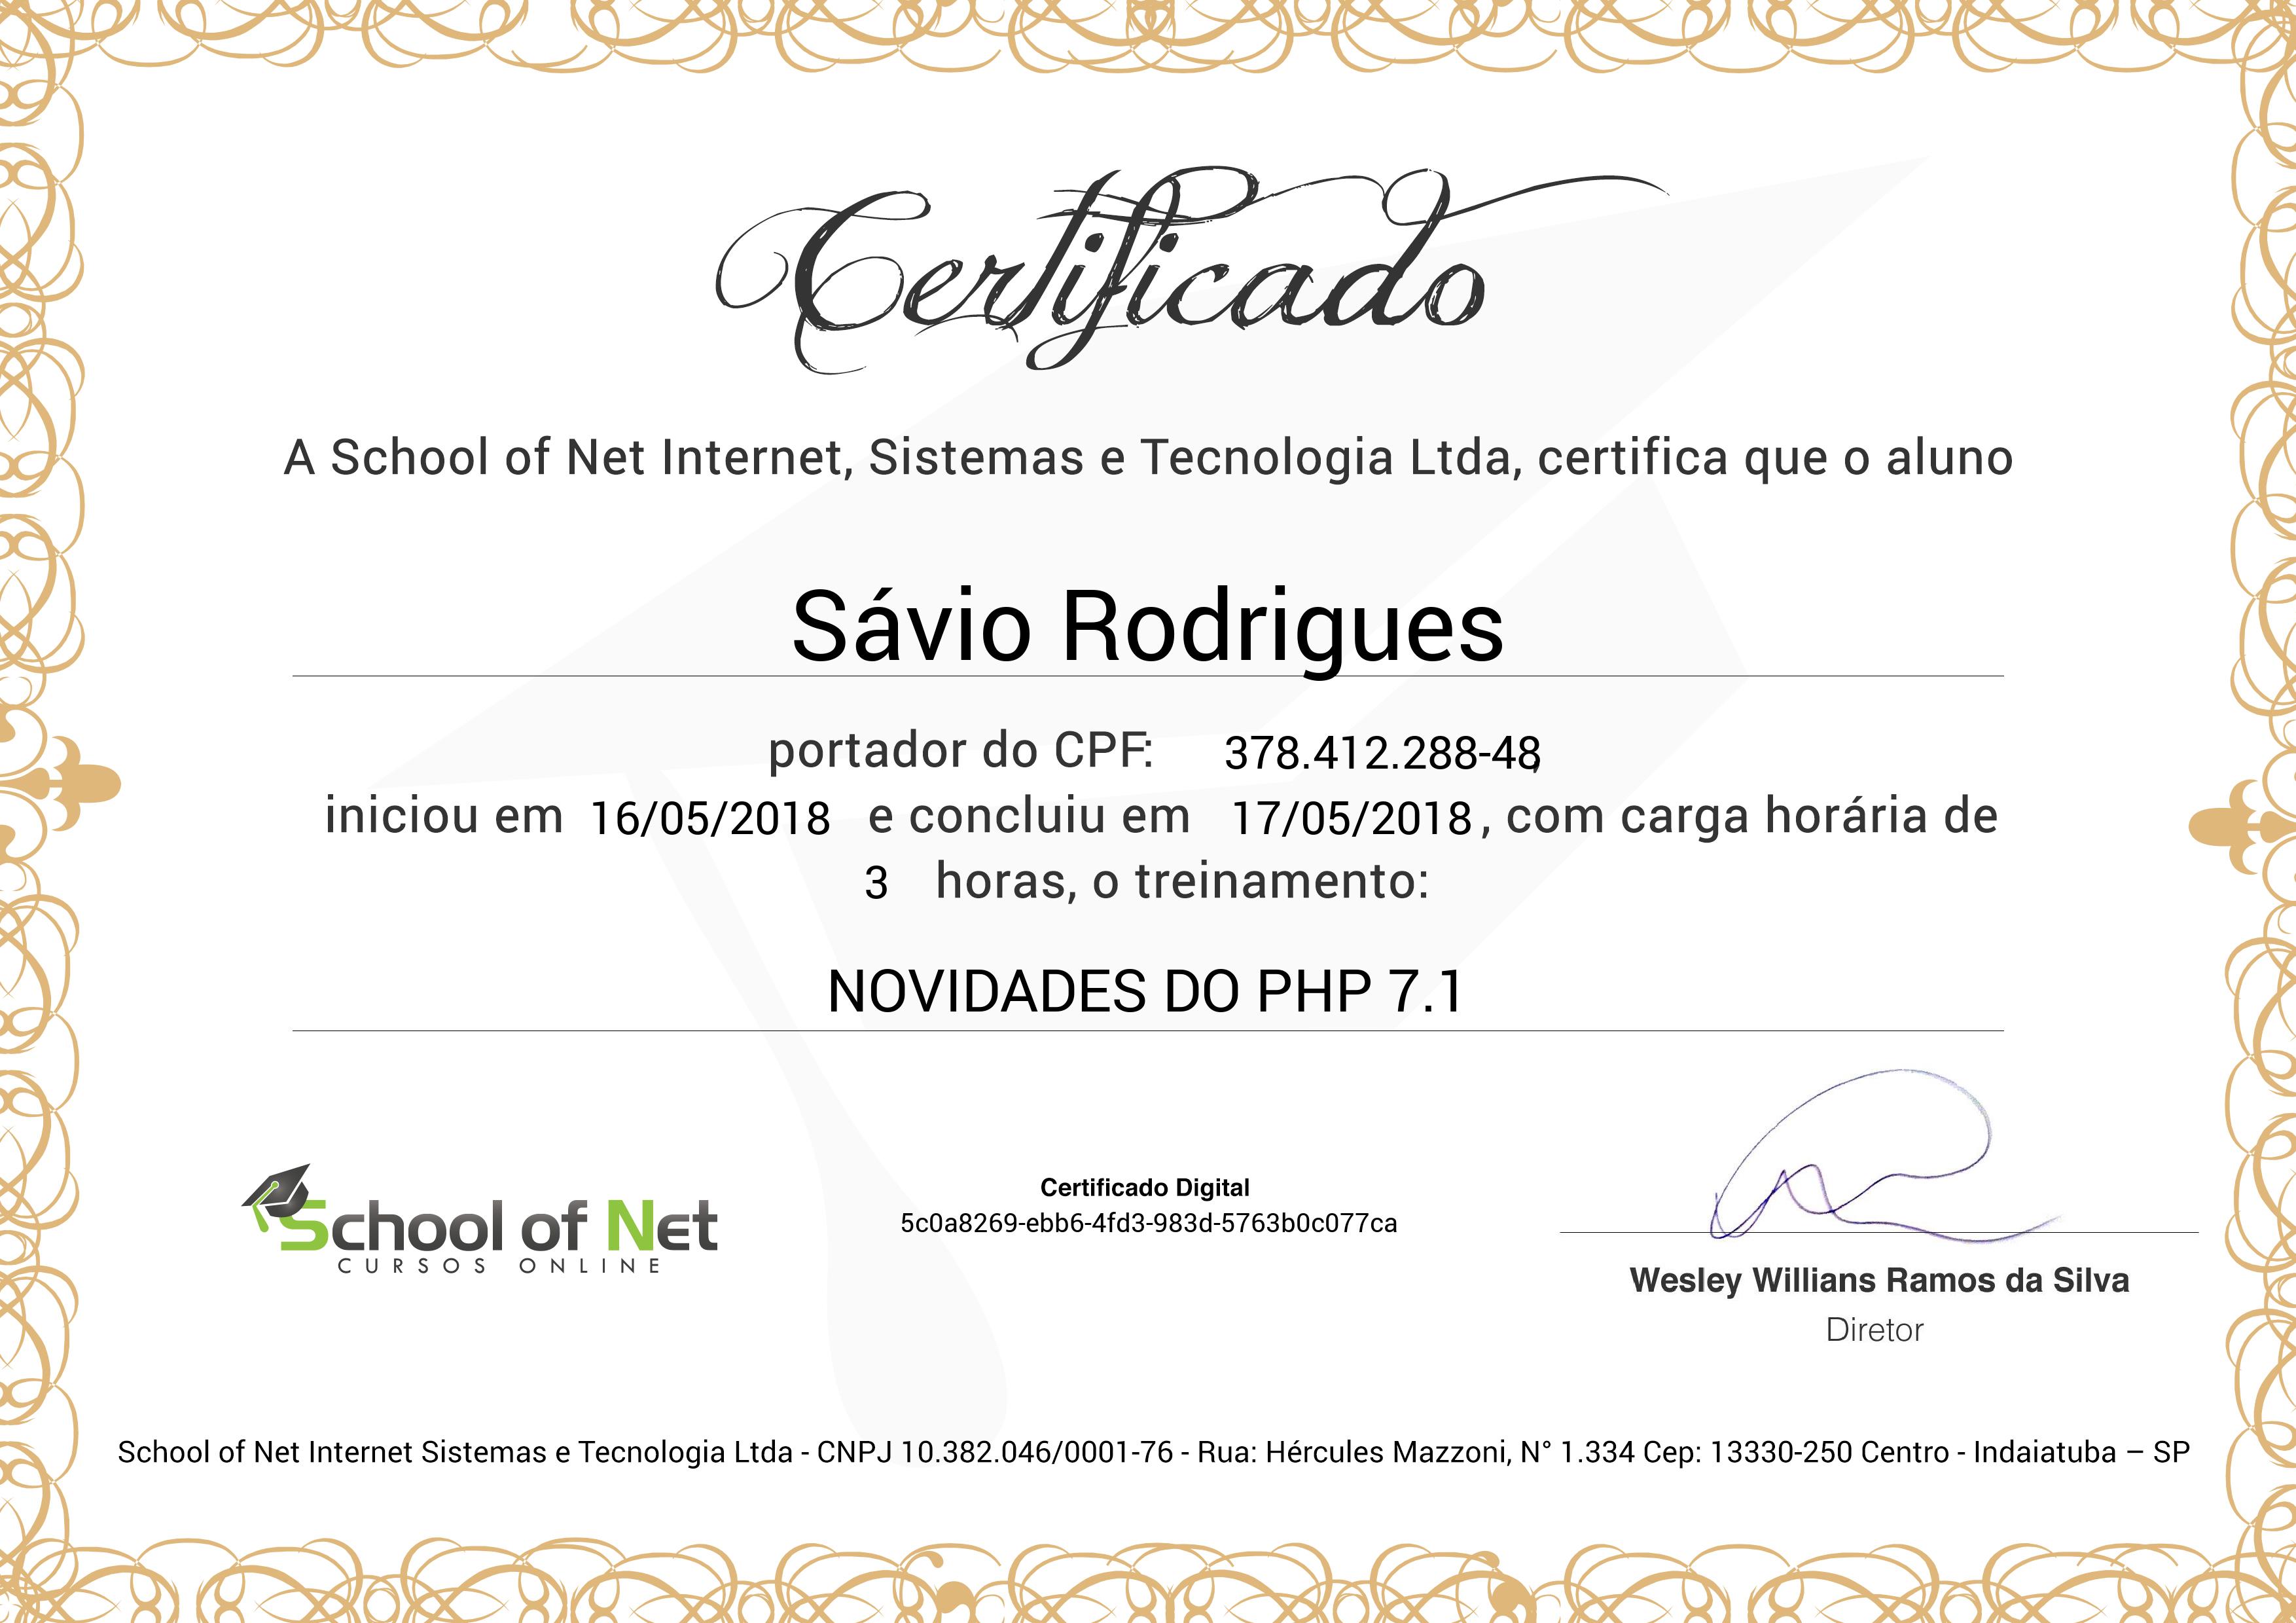 Certificado
A School of Net Internet, Sistemas e Tecnologia Ltda, certifica que o aluno
Sávio Rodrigues
portador do CPF: 378.412.288-48,
iniciou em 16/05/2018 e concluiu em 17/05/2018, com carga horária de
3 horas, o treinamento:
NOVIDADES DO PHP 7.1
School of Net
CURSOS ONLINE
Certificado Digital
5c0a8269-ebb6-4fd3-983d-5763b0c077ca
Wesley Willians Ramos da Silva
Diretor
School of Net Internet Sistemas e Tecnologia Ltda - CNPJ 10.382.046/0001-76 - Rua: Hércules Mazzoni, N° 1.334 Cep: 13330-250 Centro - Indaiatuba – SP